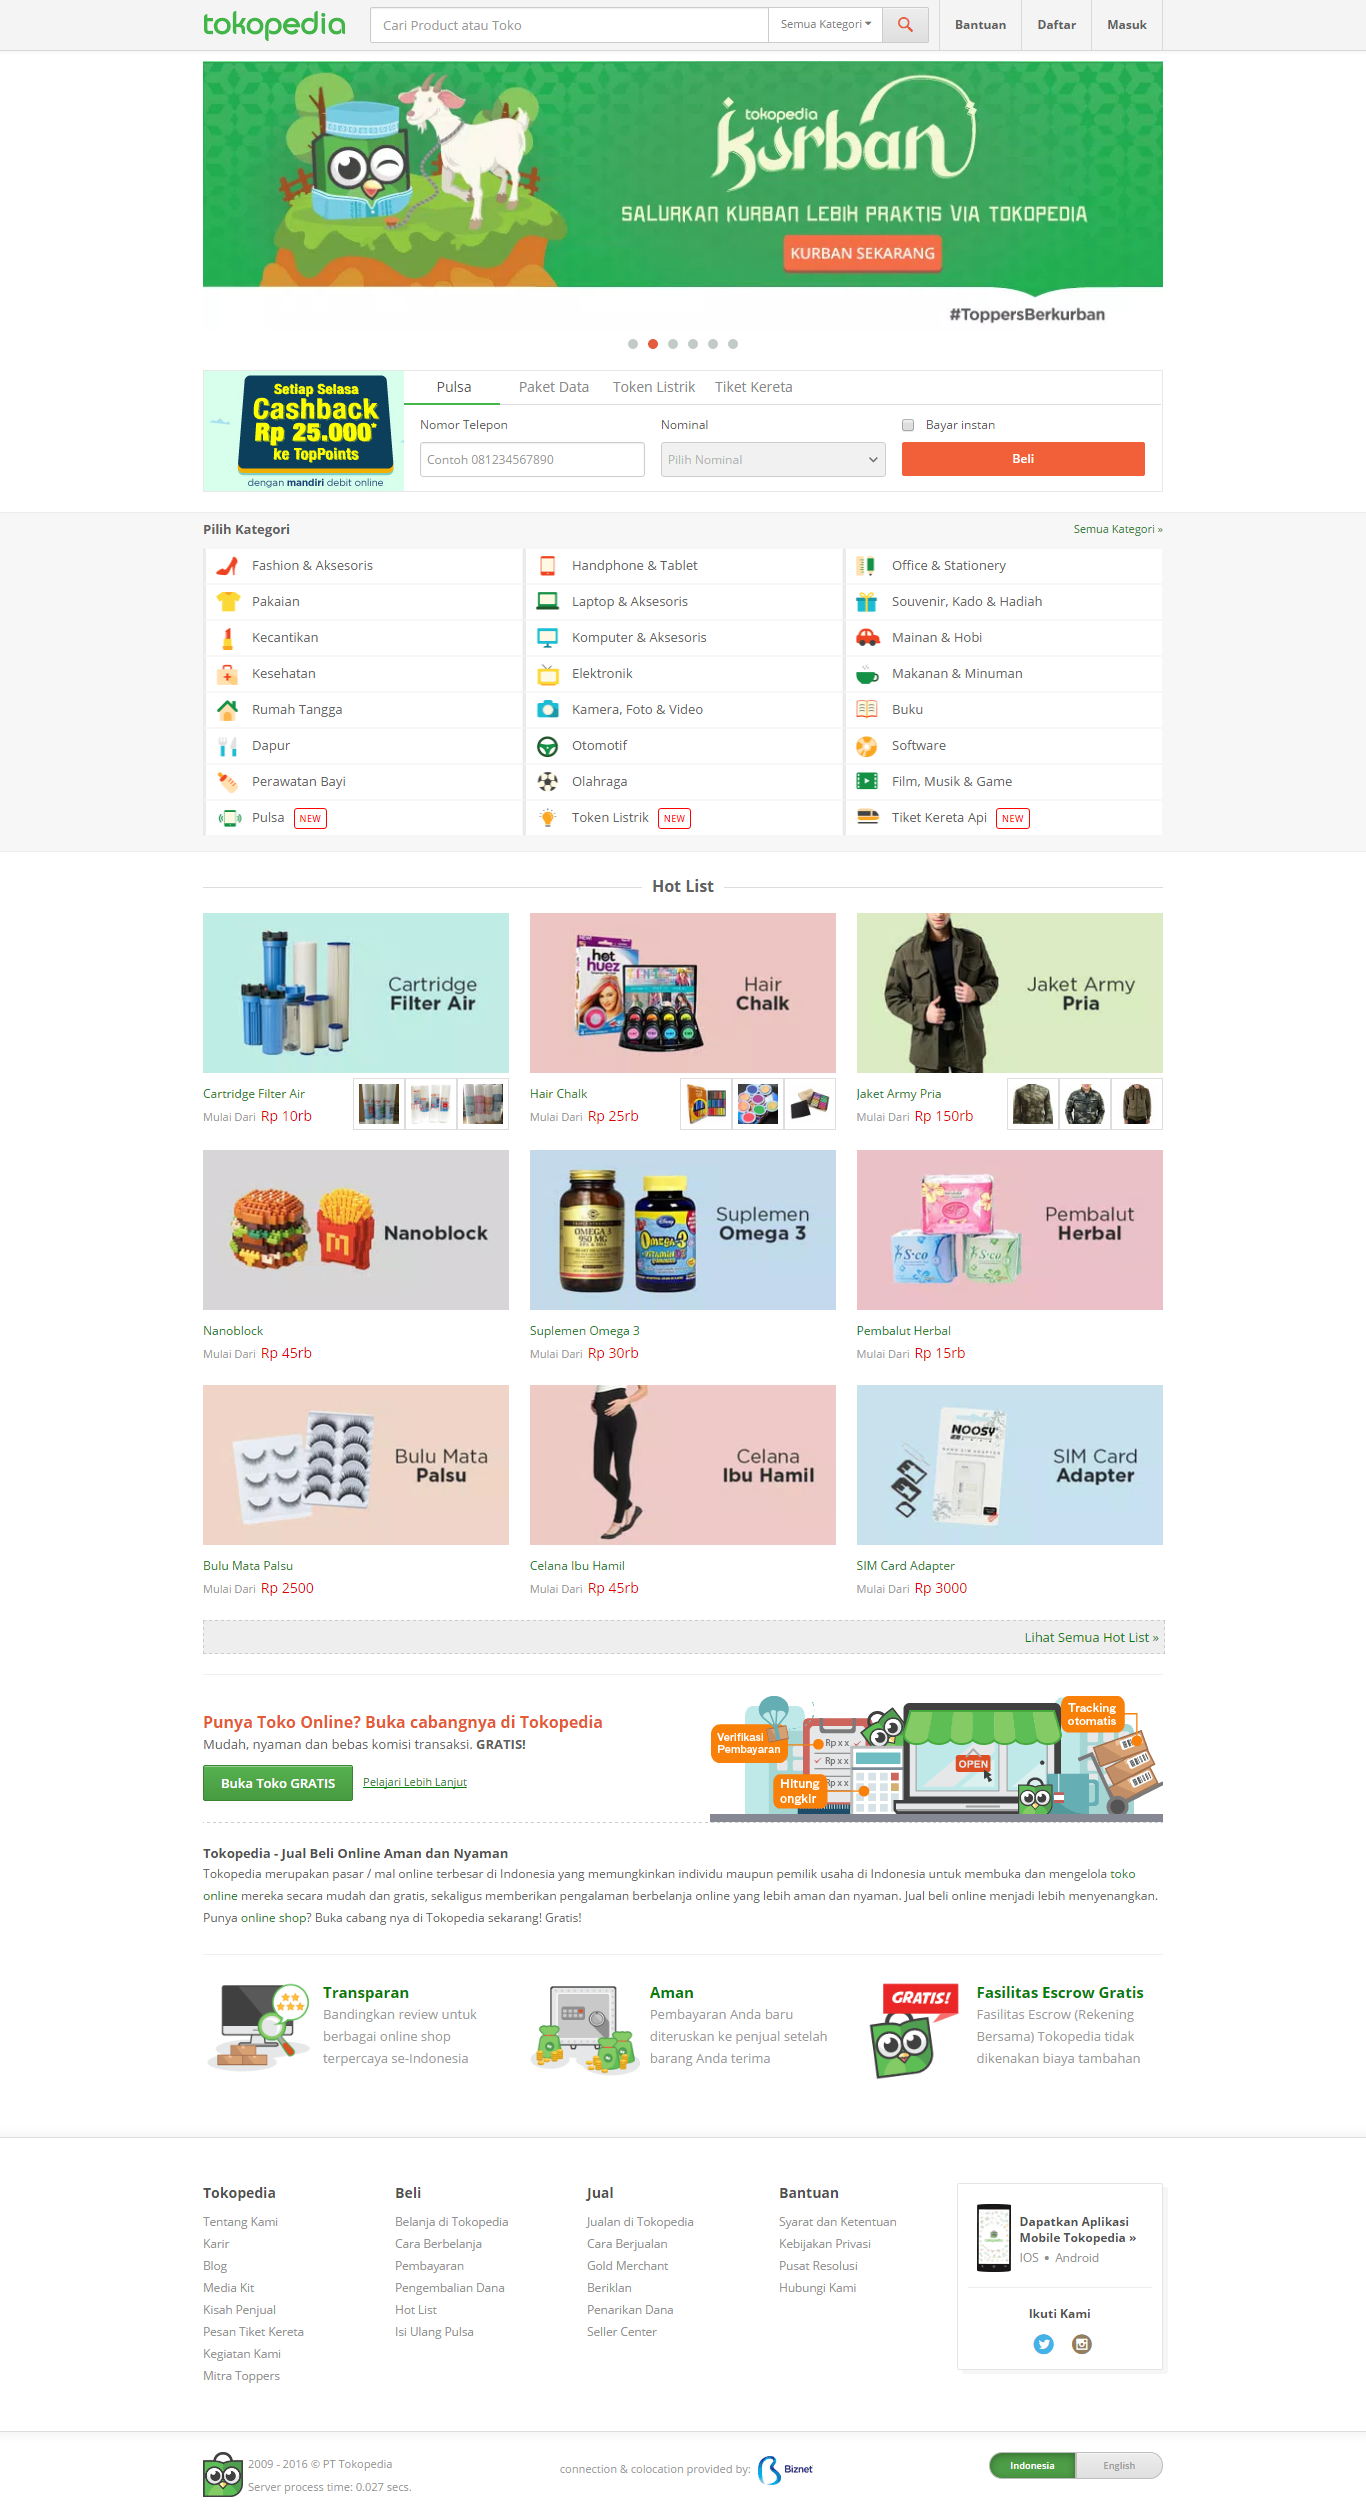 tokopedia
Cari Product atau Toko
Semua Kategori
Bantuan
Daftar
Masuk
tokopedia
kurban
SALURKAN KURBAN LEBIH PRAKTIS VIA TOKOPEDIA
KURBAN SEKARANG
#ToppersBerkurban
Setiap Selasa
Cashback
Rp 25.000*
ke TopPoints
dengan mandiri debit online
Pulsa
Paket Data
Token Listrik
Tiket Kereta
Nomor Telepon
Nominal
Bayar instan
Contoh 081234567890
Pilih Nominal
Beli
Pilih Kategori
Semua Kategori »
Fashion & Aksesoris
Handphone & Tablet
Office & Stationery
Pakaian
Laptop & Aksesoris
Souvenir, Kado & Hadiah
Kecantikan
Komputer & Aksesoris
Mainan & Hobi
Kesehatan
Elektronik
Makanan & Minuman
Rumah Tangga
Kamera, Foto & Video
Buku
Dapur
Otomotif
Software
Perawatan Bayi
Olahraga
Film, Musik & Game
Pulsa NEW
Token Listrik NEW
Tiket Kereta Api NEW
Hot List
Cartridge
Filter Air
hot
huez
Hair
Chalk
Jaket Army
Pria
Cartridge Filter Air
Mulai Dari Rp 10rb
Hair Chalk
Mulai Dari Rp 25rb
Jaket Army Pria
Mulai Dari Rp 150rb
Nanoblock
OMEGA 3
950 MG
Disney
Omega-3
Suplemen
Omega 3
S·co
Pembalut
Herbal
Nanoblock
Mulai Dari Rp 45rb
Suplemen Omega 3
Mulai Dari Rp 30rb
Pembalut Herbal
Mulai Dari Rp 15rb
Bulu Mata
Palsu
Celana
Ibu Hamil
NOOSY
SIM Card
Adapter
Bulu Mata Palsu
Mulai Dari Rp 2500
Celana Ibu Hamil
Mulai Dari Rp 45rb
SIM Card Adapter
Mulai Dari Rp 3000
Lihat Semua Hot List »
Punya Toko Online? Buka cabangnya di Tokopedia
Mudah, nyaman dan bebas komisi transaksi. GRATIS!
Buka Toko GRATIS
Pelajari Lebih Lanjut
Verifikasi
Pembayaran
Rp x x
Rp x x
Rp x x
Hitung
ongkir
OPEN
Tracking
otomatis
Tokopedia - Jual Beli Online Aman dan Nyaman
Tokopedia merupakan pasar / mal online terbesar di Indonesia yang memungkinkan individu maupun pemilik usaha di Indonesia untuk membuka dan mengelola toko
online mereka secara mudah dan gratis, sekaligus memberikan pengalaman berbelanja online yang lebih aman dan nyaman. Jual beli online menjadi lebih menyenangkan.
Punya online shop? Buka cabang nya di Tokopedia sekarang! Gratis!
Transparan
Bandingkan review untuk
berbagai online shop
terpercaya se-Indonesia
Aman
Pembayaran Anda baru
diteruskan ke penjual setelah
barang Anda terima
GRATIS!
Fasilitas Escrow Gratis
Fasilitas Escrow (Rekening
Bersama) Tokopedia tidak
dikenakan biaya tambahan
Tokopedia
Tentang Kami
Karir
Blog
Media Kit
Kisah Penjual
Pesan Tiket Kereta
Kegiatan Kami
Mitra Toppers
Beli
Belanja di Tokopedia
Cara Berbelanja
Pembayaran
Pengembalian Dana
Hot List
Isi Ulang Pulsa
Jual
Jualan di Tokopedia
Cara Berjualan
Gold Merchant
Beriklan
Penarikan Dana
Seller Center
Bantuan
Syarat dan Ketentuan
Kebijakan Privasi
Pusat Resolusi
Hubungi Kami
Dapatkan Aplikasi
Mobile Tokopedia »
IOS • Android
Ikuti Kami
2009 - 2016 © PT Tokopedia
Server process time: 0.027 secs.
connection & colocation provided by:
Biznet
Indonesia
English